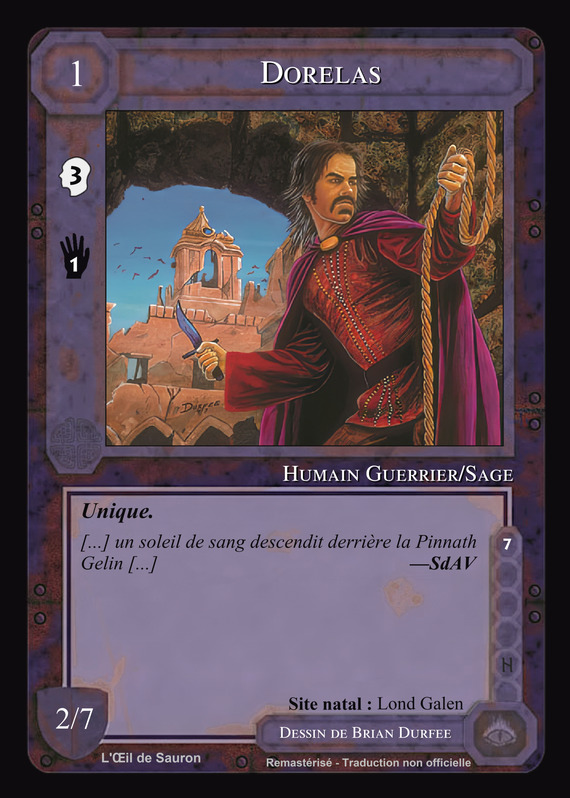 1
DORELAS
3
1
DURFEE
HUMAIN GUERRIER/SAGE
Unique.
[...] un soleil de sang descendit derrière la Pinnath
Gelin [...] —SdAV
7
H
Site natal : Lond Galen
2/7
DESSIN DE BRIAN DURFEE
L'Œil de Sauron
Remastérisé - Traduction non officielle